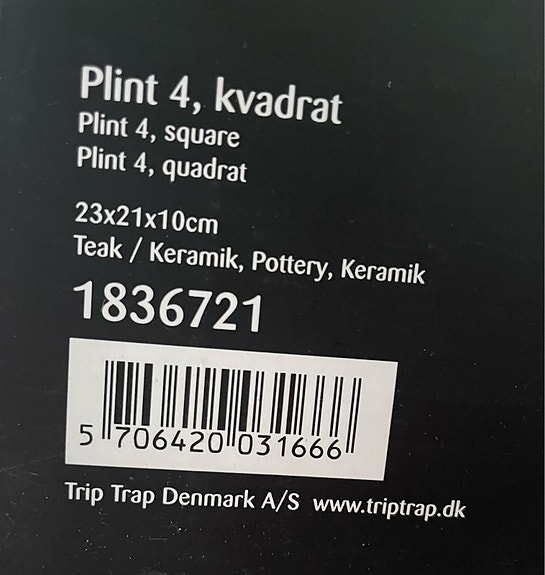 Plint 4, kvadrat
Plint 4, square
Plint 4, quadrat
23x21x10cm
Teak / Keramik, Pottery, Keramik
1836721
5 706420 031666
Trip Trap Denmark A/S www.triptrap.dk